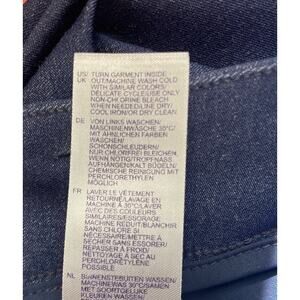 US/ TURN GARMENT INSIDE
UK OUT/MACHINE WASH COLD
WITH SIMILAR COLORS/
DELICATE CYCLE/USE ONLY
NON-CHLORINE BLEACH
WHEN NEEDED/LINE DRY/
COOL IRON/OR DRY CLEAN
DE VON LINKS WASCHEN/
MASCHINENWÄSCHE 30°C/
MIT ÄHNLICHEN FARBEN
WASCHEN/
SCHONSCHLEUDERN/
NUR CHLORFREI BLEICHEN,
WENN NÖTIG/TROPFNASS
AUFHÄNGEN/KALT BÜGELN/
CHEMISCHE REINIGUNG MIT
PERCHLORETHYLEN
MÖGLICH
FR LAVER LE VÊTEMENT
RETOURNÉ/LAVAGE EN
MACHINE À 30°C/LAVER
AVEC DES COULEURS
SIMILAIRES/ESSORAGE
MACHINE RÉDUIT/BLANCHIR
SANS CHLORE SI
NÉCESSAIRE/METTRE À
SÉCHER SANS ESSORER/
REPASSER À FROID/
NETTOYAGE À SEC AU
PERCHLORÉTYLÈNE
POSSIBLE
NL BINNENSTEBUITEN WASSEN/
MACHINEWAS 30°C/SAMEN
MET SOORTGELIJKE
KLEUREN WASSEN/